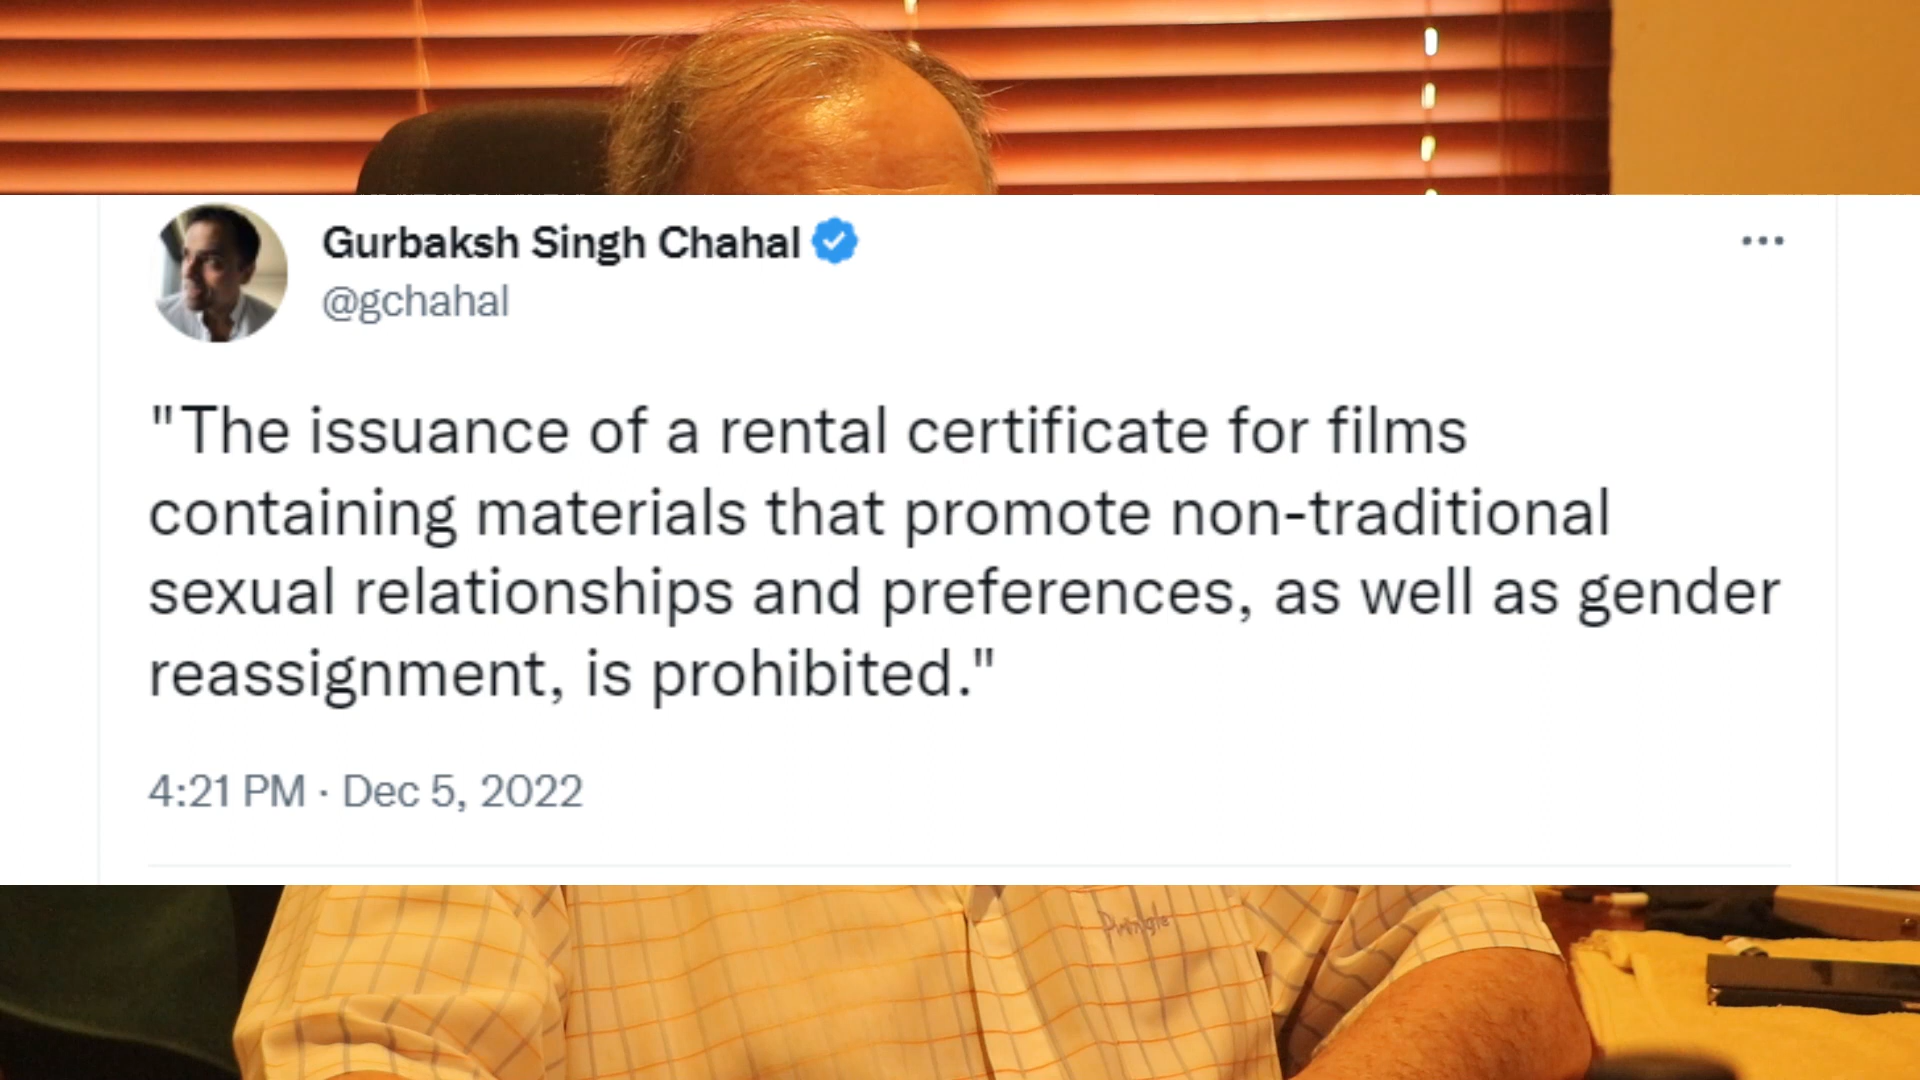 Gurbaksh Singh Chahal
@gchahal
"The issuance of a rental certificate for films
containing materials that promote non-traditional
sexual relationships and preferences, as well as gender
reassignment, is prohibited."
4:21 PM · Dec 5, 2022
Pringle